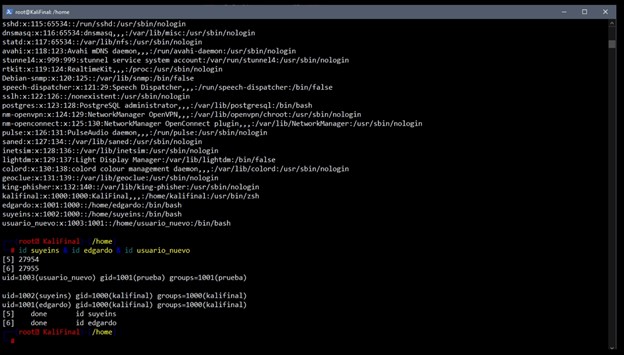 root@KaliFinal: /home
sshd:x:115:65534::/run/sshd:/usr/sbin/nologin
dnsmasq:x:116:65534:dnsmasq,,,:/var/lib/misc:/usr/sbin/nologin
statd:x:117:65534::/var/lib/nfs:/usr/sbin/nologin
avahi:x:118:123:Avahi mDNS daemon,,,:/run/avahi-daemon:/usr/sbin/nologin
stunnel4:x:999:999:stunnel service system account:/var/run/stunnel4:/usr/sbin/nologin
rtkit:x:119:124:RealtimeKit,,,:/proc:/usr/sbin/nologin
Debian-snmp:x:120:125::/var/lib/snmp:/bin/false
speech-dispatcher:x:121:29:Speech Dispatcher,,,:/run/speech-dispatcher:/bin/false
sslh:x:122:126::/nonexistent:/usr/sbin/nologin
postgres:x:123:128:PostgreSQL administrator,,,:/var/lib/postgresql:/bin/bash
nm-openvpn:x:124:129:NetworkManager OpenVPN,,,:/var/lib/openvpn/chroot:/usr/sbin/nologin
nm-openconnect:x:125:130:NetworkManager OpenConnect plugin,,,:/var/lib/NetworkManager:/usr/sbin/nologin
pulse:x:126:131:PulseAudio daemon,,,:/run/pulse:/usr/sbin/nologin
saned:x:127:134::/var/lib/saned:/usr/sbin/nologin
inetsim:x:128:136::/var/lib/inetsim:/usr/sbin/nologin
lightdm:x:129:137:Light Display Manager:/var/lib/lightdm:/bin/false
colord:x:130:138:colord colour management daemon,,,:/var/lib/colord:/usr/sbin/nologin
geoclue:x:131:139::/var/lib/geoclue:/usr/sbin/nologin
king-phisher:x:132:140::/var/lib/king-phisher:/usr/sbin/nologin
kalifinal:x:1000:1000:KaliFinal,,,:/home/kalifinal:/usr/bin/zsh
edgardo:x:1001:1000::/home/edgardo:/bin/bash
suyeins:x:1002:1000::/home/suyeins:/bin/bash
usuario_nuevo:x:1003:1001::/home/usuario_nuevo:/bin/bash
root@ KaliFinal /home
# id suyeins & id edgardo & id usuario_nuevo
[5] 27954
[6] 27955
uid=1003(usuario_nuevo) gid=1001(prueba) groups=1001(prueba)
uid=1002(suyeins) gid=1000(kalifinal) groups=1000(kalifinal)
uid=1001(edgardo) gid=1000(kalifinal) groups=1000(kalifinal)
[5] done id suyeins
[6] done id edgardo
root@ KaliFinal /home
#